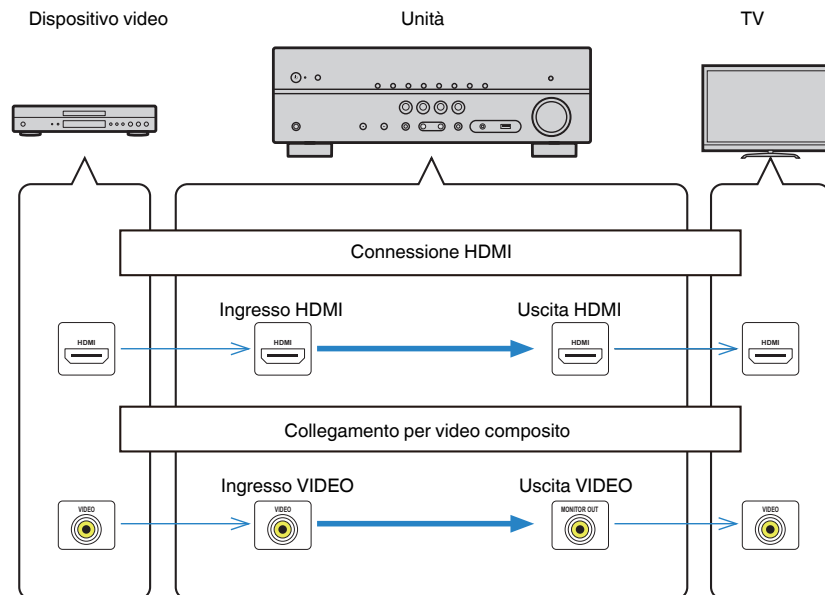 Dispositivo video
Unità
TV
Connessione HDMI
Ingresso HDMI
Uscita HDMI
HDMI
HDMI
HDMI
HDMI
Collegamento per video composito
Ingresso VIDEO
Uscita VIDEO
VIDEO
VIDEO
MONITOR OUT
VIDEO